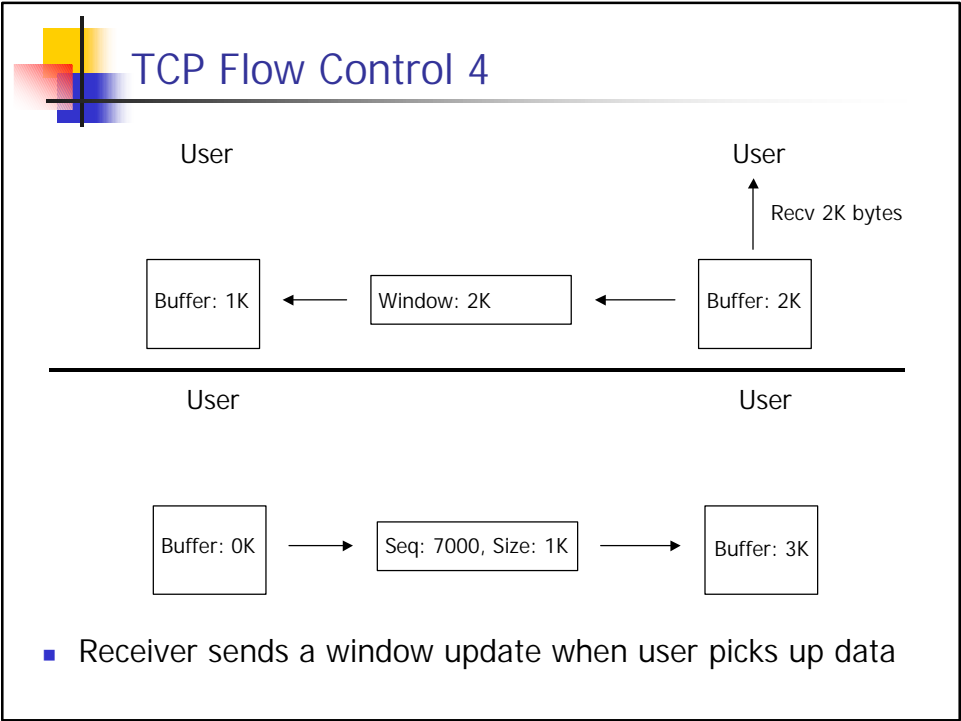 TCP Flow Control 4
User User
Recv 2K bytes
Buffer: 1K Window: 2K Buffer: 2K
User User
Buffer: 0K Seq: 7000, Size: 1K Buffer: 3K
Receiver sends a window update when user picks up data